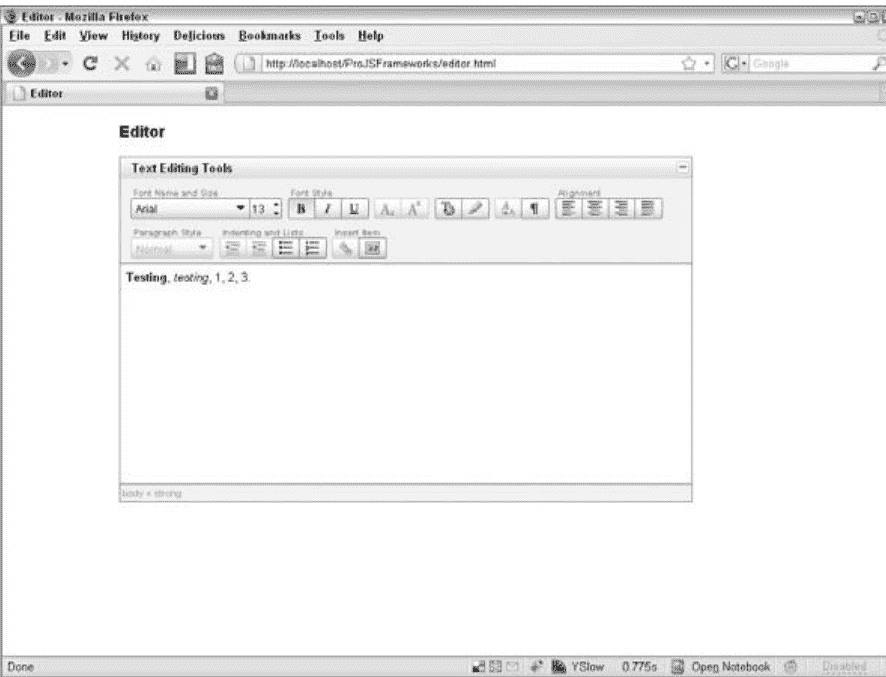 Editor - Mozilla Firefox
File Edit View History Delicious Bookmarks Tools Help
http://localhost/ProJSFrameworks/editor.html Google
Editor
Editor
Text Editing Tools
Font Name and Size Font Style Alignment
Arial 13 B I U
Paragraph Style Indenting and Lists Insert Item
Normal
Testing, testing, 1, 2, 3.
body < strong
Done YSlow 0.775s Open Notebook Disabled